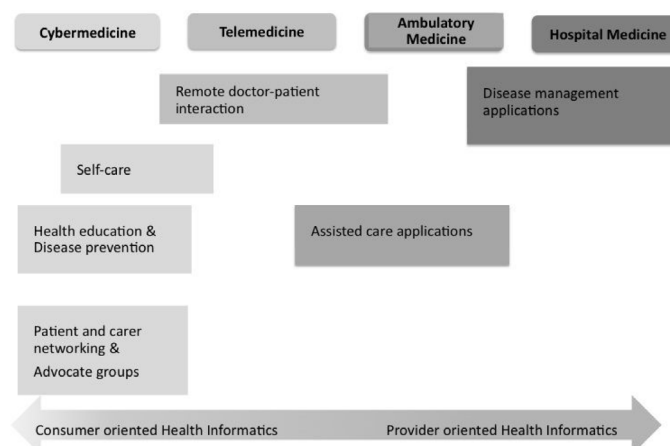 Cybermedicine
Telemedicine
Ambulatory
Medicine
Hospital Medicine
Remote doctor-patient
interaction
Disease management
applications
Self-care
Health education &
Disease prevention
Assisted care applications
Patient and carer
networking &
Advocate groups
Consumer oriented Health Informatics
Provider oriented Health Informatics